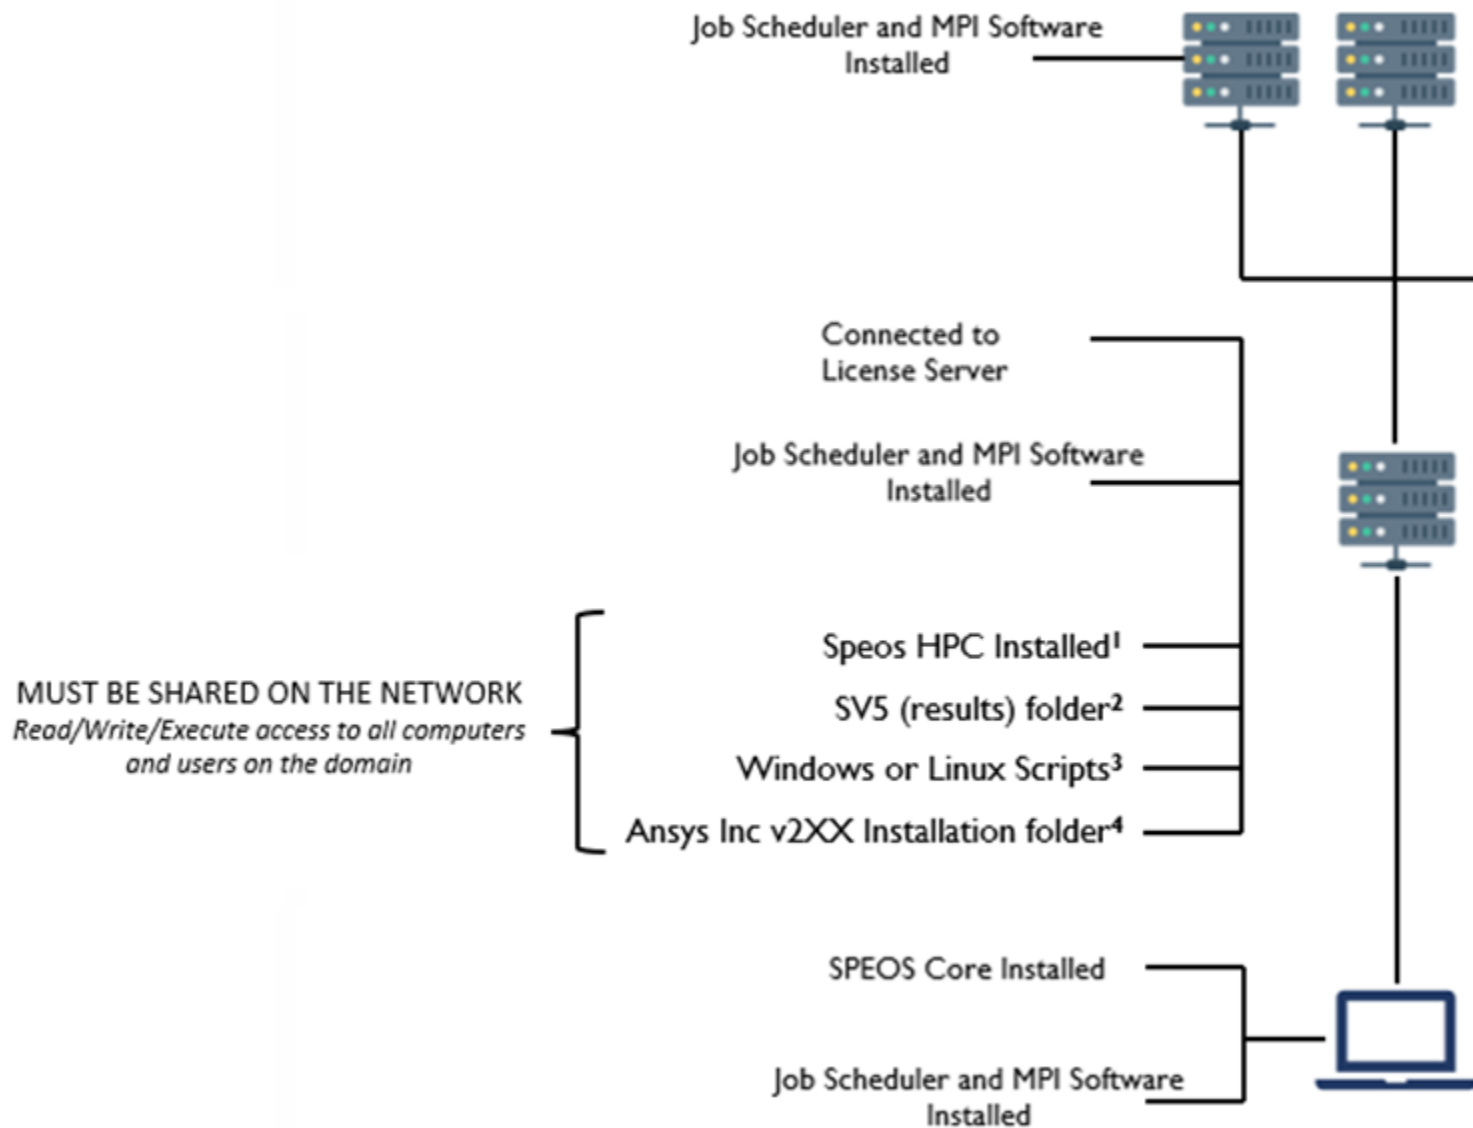 Job Scheduler and MPI Software
Installed
Connected to
License Server
Job Scheduler and MPI Software
Installed
MUST BE SHARED ON THE NETWORK
Read/Write/Execute access to all computers
and users on the domain
Speos HPC Installed¹
SV5 (results) folder²
Windows or Linux Scripts³
Ansys Inc v2XX Installation folder⁴
SPEOS Core Installed
Job Scheduler and MPI Software
Installed